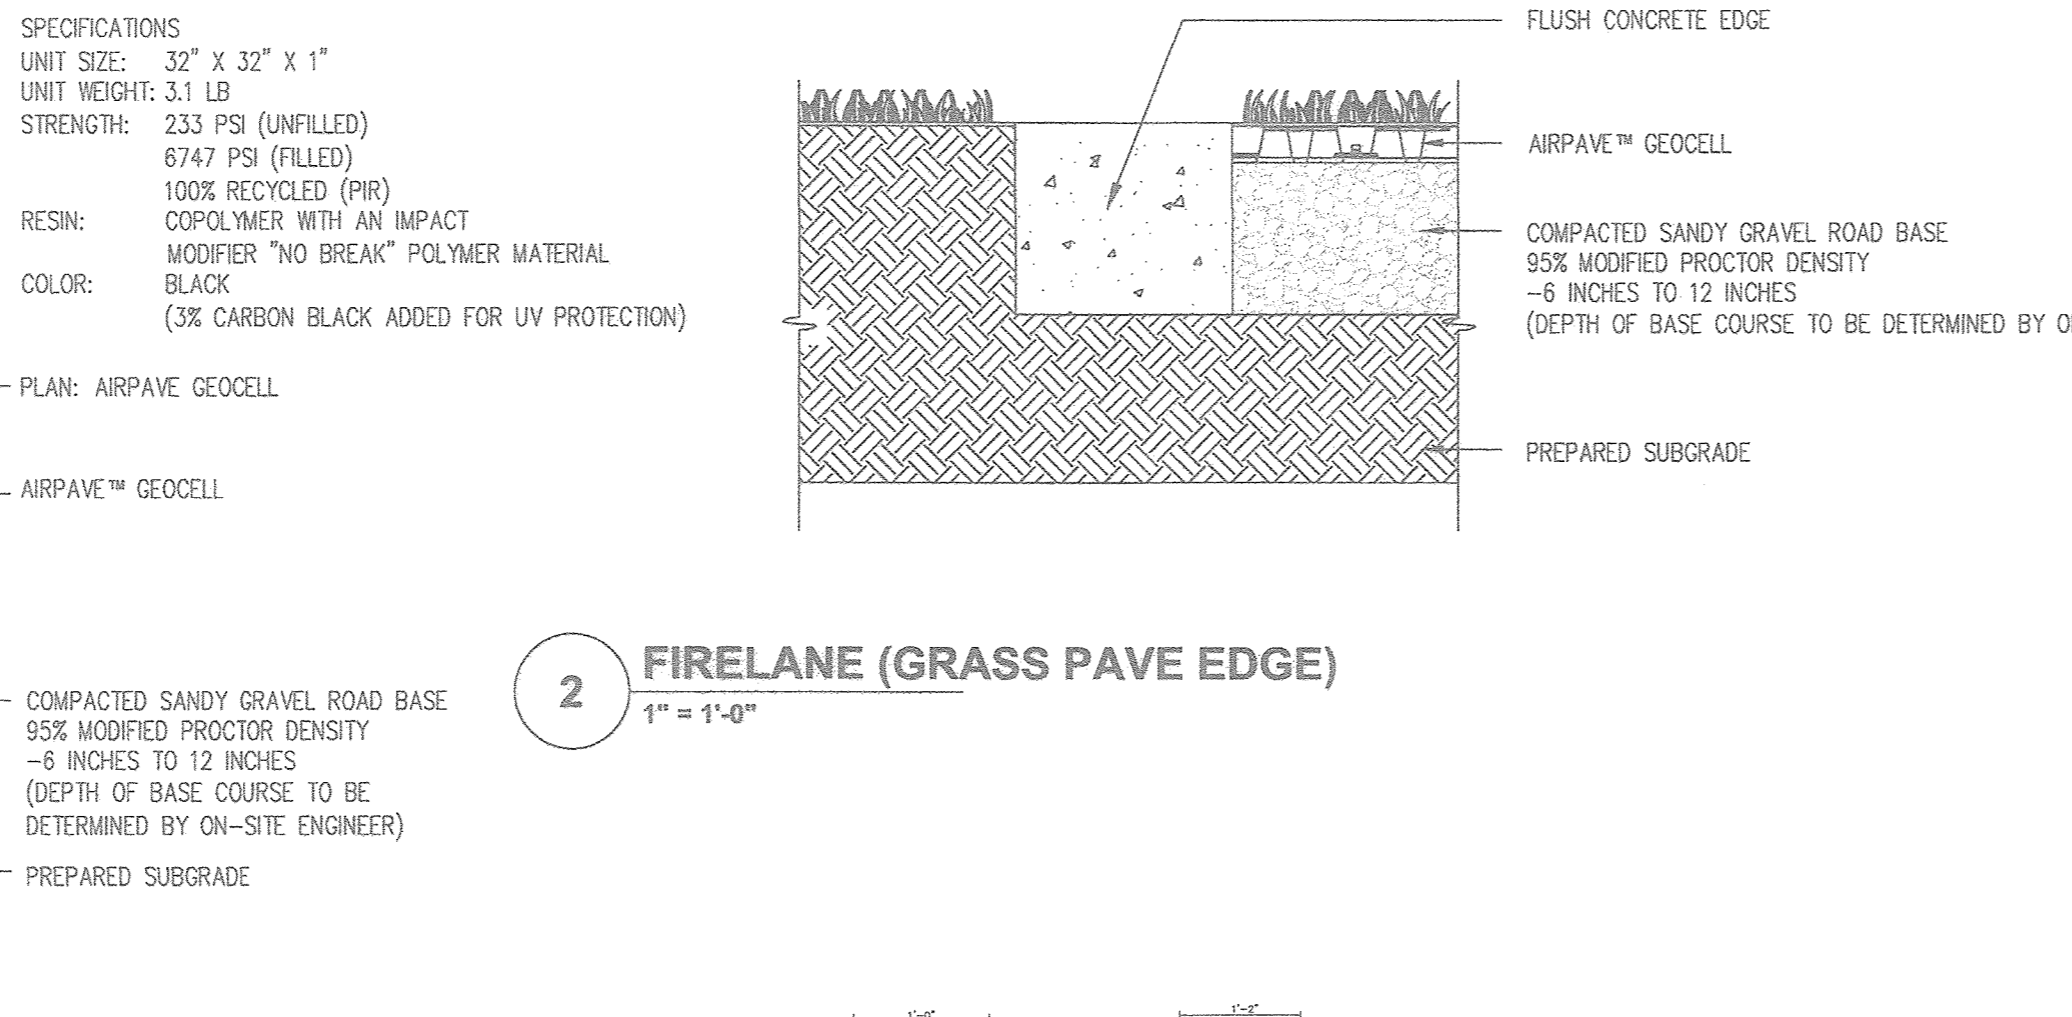 SPECIFICATIONS
UNIT SIZE: 32" X 32" X 1"
UNIT WEIGHT: 3.1 LB
STRENGTH: 233 PSI (UNFILLED)
6747 PSI (FILLED)
100% RECYCLED (PIR)
RESIN: COPOLYMER WITH AN IMPACT
MODIFIER "NO BREAK" POLYMER MATERIAL
COLOR: BLACK
(3% CARBON BLACK ADDED FOR UV PROTECTION)
PLAN: AIRPAVE GEOCELL
AIRPAVE™ GEOCELL
COMPACTED SANDY GRAVEL ROAD BASE
95% MODIFIED PROCTOR DENSITY
-6 INCHES TO 12 INCHES
(DEPTH OF BASE COURSE TO BE
DETERMINED BY ON-SITE ENGINEER)
PREPARED SUBGRADE
FLUSH CONCRETE EDGE
AIRPAVE™ GEOCELL
COMPACTED SANDY GRAVEL ROAD BASE
95% MODIFIED PROCTOR DENSITY
-6 INCHES TO 12 INCHES
(DEPTH OF BASE COURSE TO BE DETERMINED BY
PREPARED SUBGRADE
2 FIRELANE (GRASS PAVE EDGE)
1" = 1'-0"
1'-0" 1'-2"